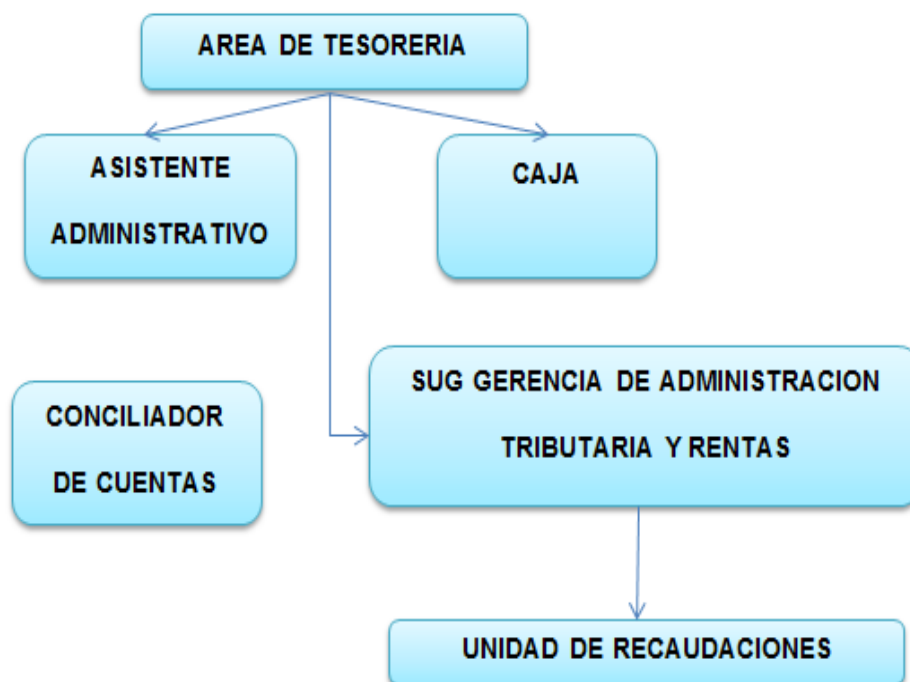 AREA DE TESORERIA
ASISTENTE
ADMINISTRATIVO
CAJA
CONCILIADOR
DE CUENTAS
SUG GERENCIA DE ADMINISTRACION
TRIBUTARIA Y RENTAS
UNIDAD DE RECAUDACIONES